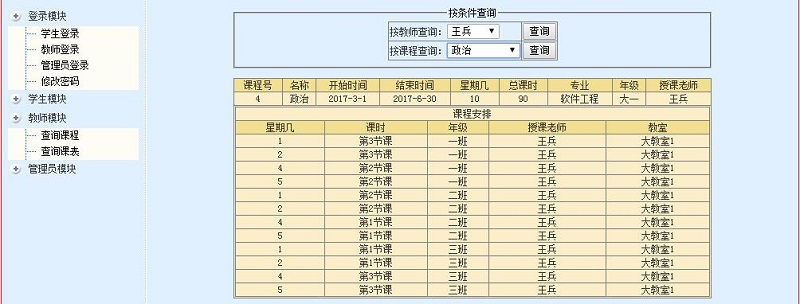 登录模块
学生登录
教师登录
管理员登录
修改密码
学生模块
教师模块
查询课程
查询课表
管理员模块
按条件查询
按教师查询: 王兵 查询
按课程查询: 政治 查询
课程号 名称 开始时间 结束时间 星期几 总课时 专业 年级 授课老师
4 政治 2017-3-1 2017-6-30 10 90 软件工程 大一 王兵
课程安排
星期几 课时 年级 授课老师 教室
1 第3节课 一班 王兵 大教室1
2 第3节课 一班 王兵 大教室1
4 第2节课 一班 王兵 大教室1
5 第2节课 一班 王兵 大教室1
1 第2节课 二班 王兵 大教室1
2 第2节课 二班 王兵 大教室1
4 第1节课 二班 王兵 大教室1
5 第1节课 二班 王兵 大教室1
1 第1节课 三班 王兵 大教室1
2 第1节课 三班 王兵 大教室1
4 第3节课 三班 王兵 大教室1
5 第3节课 三班 王兵 大教室1